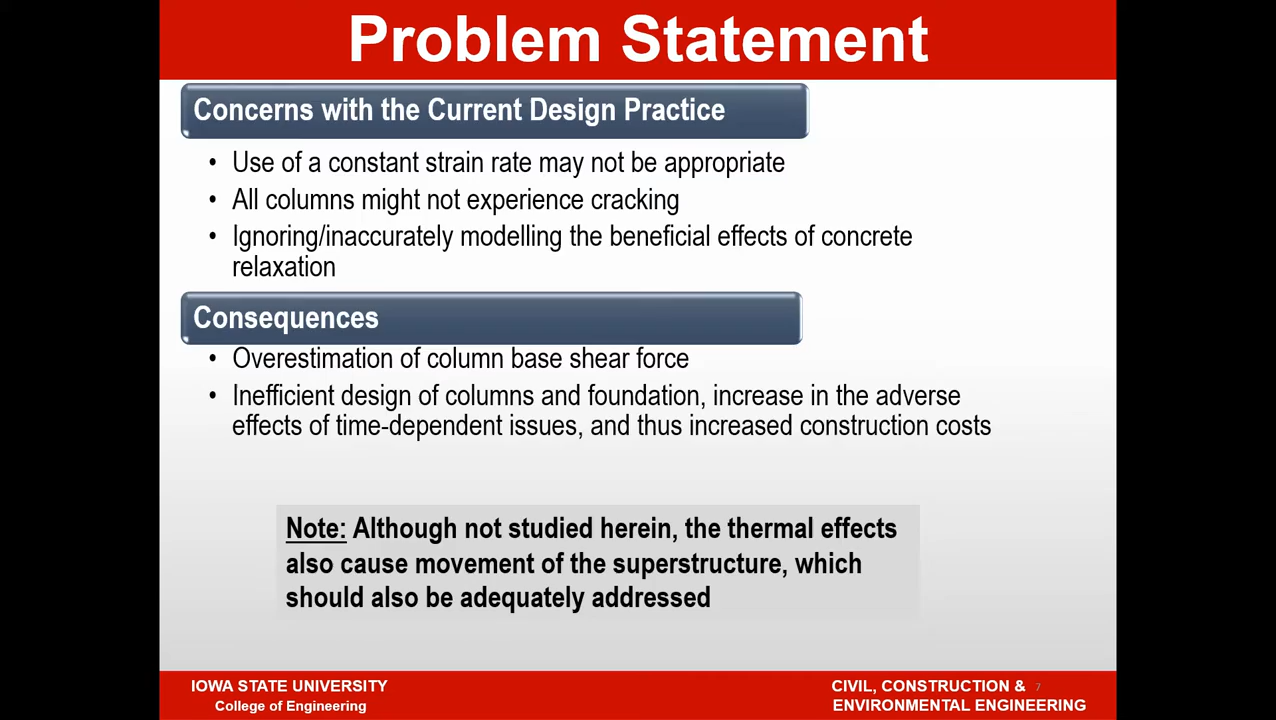 Problem Statement
Concerns with the Current Design Practice
• Use of a constant strain rate may not be appropriate
• All columns might not experience cracking
• Ignoring/inaccurately modelling the beneficial effects of concrete
relaxation
Consequences
• Overestimation of column base shear force
• Inefficient design of columns and foundation, increase in the adverse
effects of time-dependent issues, and thus increased construction costs
Note: Although not studied herein, the thermal effects
also cause movement of the superstructure, which
should also be adequately addressed
IOWA STATE UNIVERSITY
College of Engineering
CIVIL, CONSTRUCTION & 7
ENVIRONMENTAL ENGINEERING